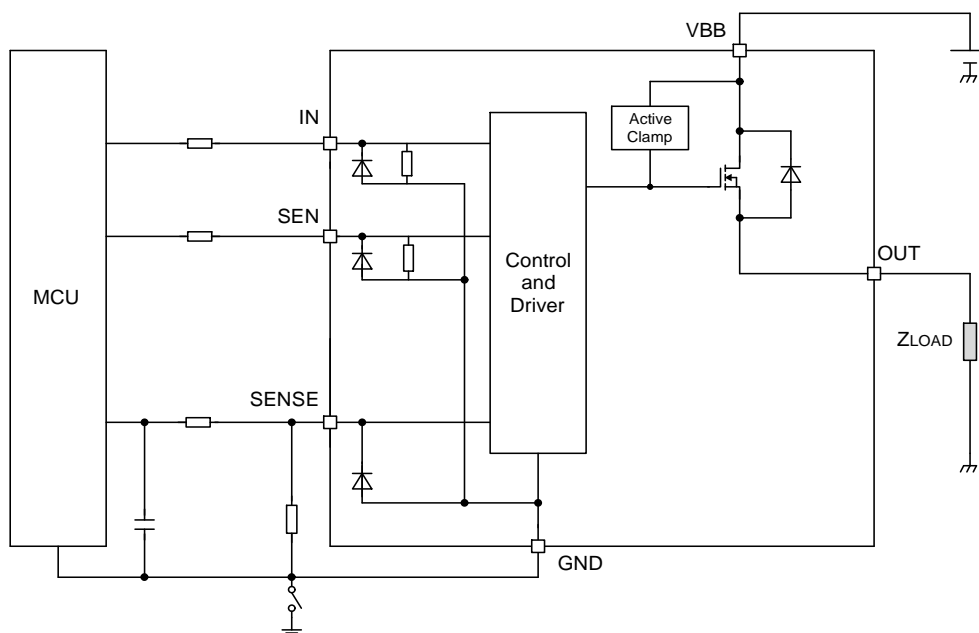 VBB
IN
Active
Clamp
SEN
OUT
Control
and
Driver
MCU
ZLOAD
SENSE
GND